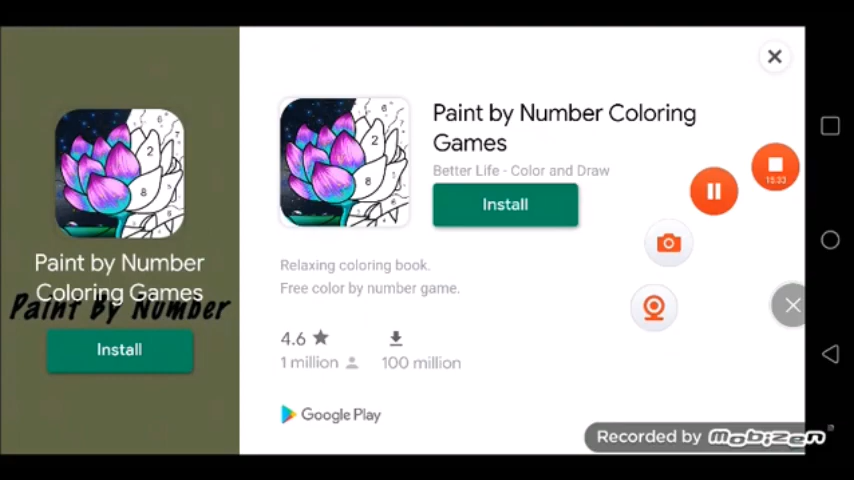 Paint by Number
Coloring Games
Paint by Number
Install
Paint by Number Coloring
Games
Better Life - Color and Draw
Install
Relaxing coloring book.
Free color by number game.
4.6
1 million
100 million
Google Play
15:33
Recorded by Mobizen